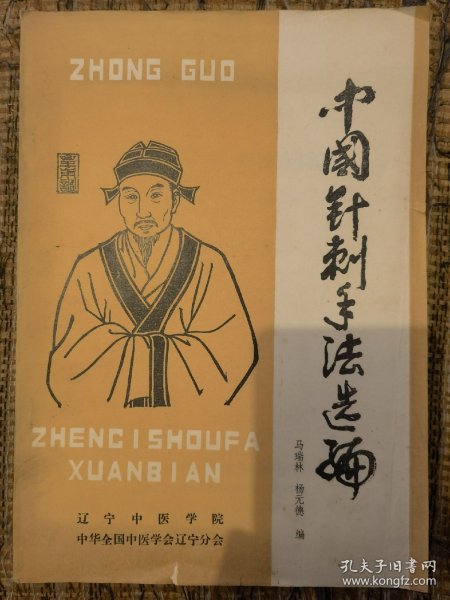 ZHONG GUO
中國针刺手法选编
ZHENCISHOUFA
XUANBIAN
马瑞林 杨元德 编
辽宁中医学院
中华全国中医学会辽宁分会
孔夫子旧书网
www.kongfz.com